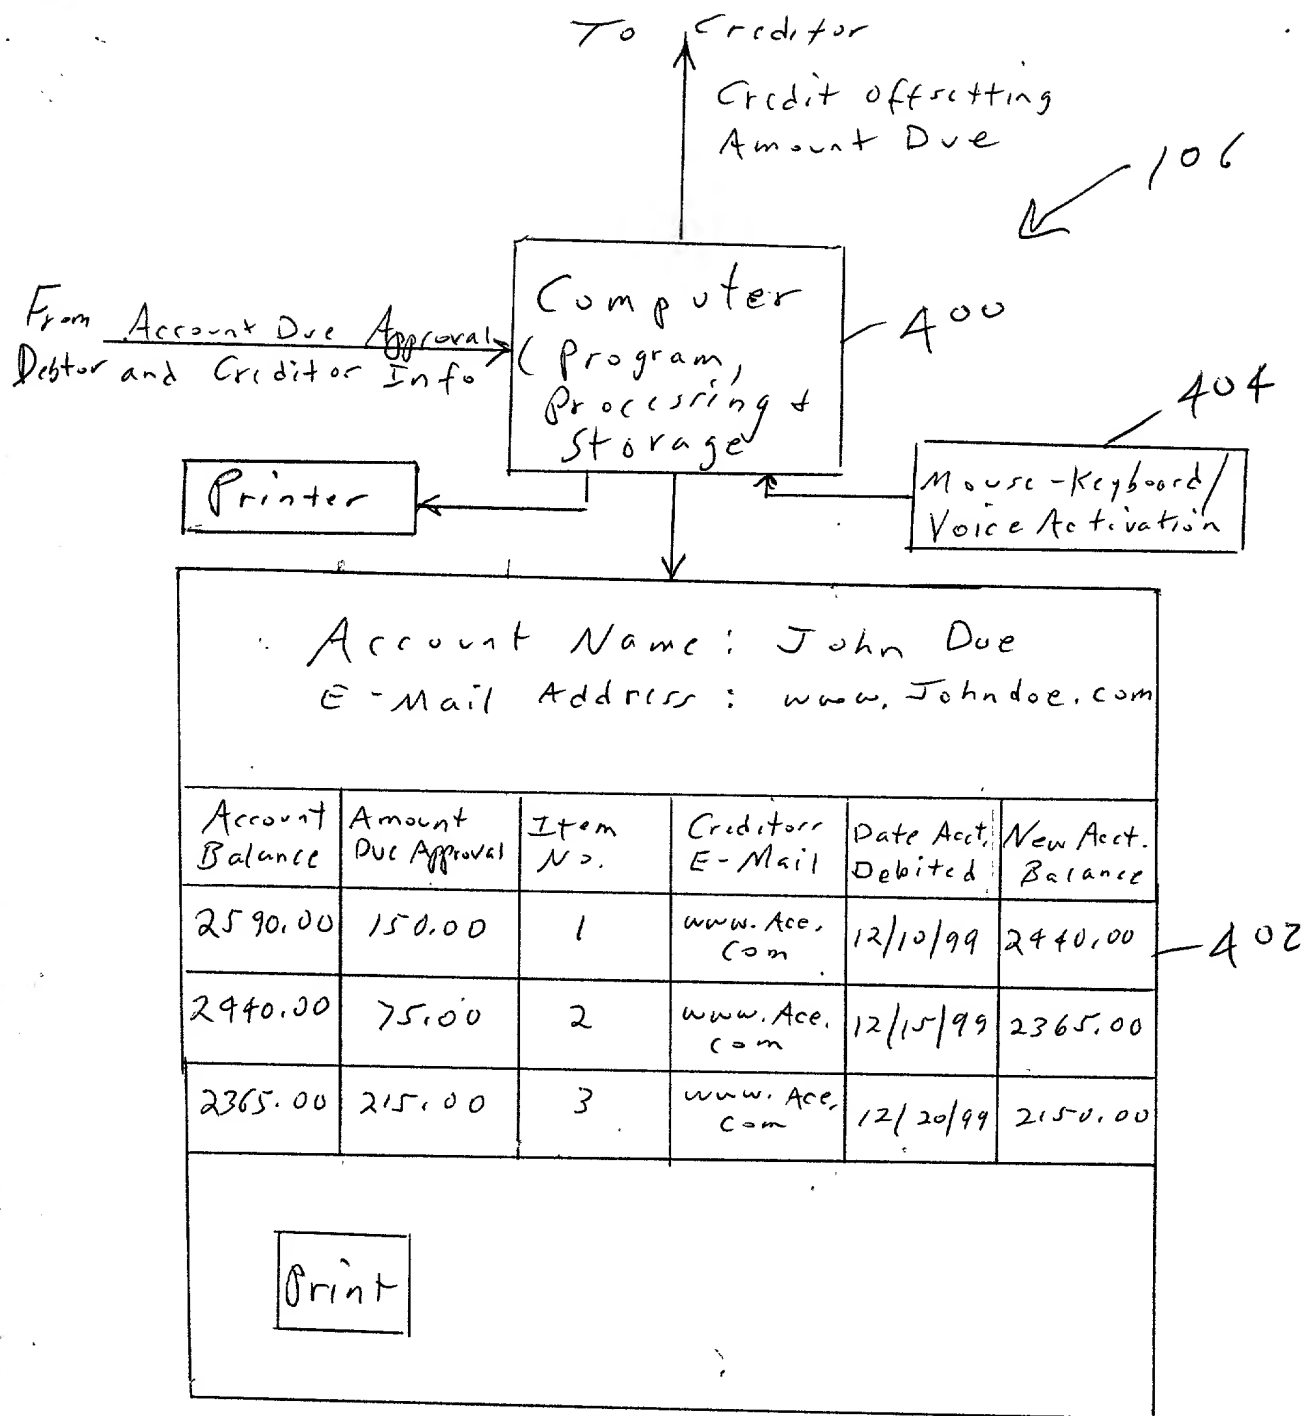 To Creditor
Credit Offsetting
Amount Due
106
From Account Due Approval
Debtor and Creditor Info
Computer
(Program,
Processing &
Storage
400
404
Printer
Mouse-Keyboard/
Voice Activation
Account Name: John Due
E-Mail Address: www.Johndoe.com
Account Balance | Amount Due Approval | Item No. | Creditors E-Mail | Date Acct. Debited | New Acct. Balance
2590.00 | 150.00 | 1 | www.Ace.com | 12/10/99 | 2440.00
402
2440.00 | 75.00 | 2 | www.Ace.com | 12/15/99 | 2365.00
2365.00 | 215.00 | 3 | www.Ace.com | 12/20/99 | 2150.00
Print